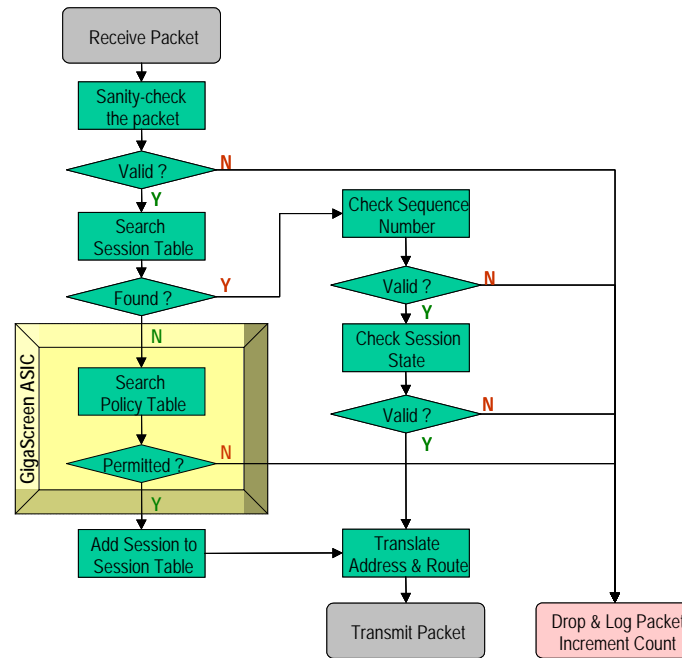 Receive Packet
Sanity-check
the packet
Valid ?
N
Y
Search
Session Table
Found ?
Y
N
Check Sequence
Number
Valid ?
N
Y
Check Session
State
Valid ?
N
Y
GigaScreen ASIC
Search
Policy Table
Permitted ?
N
Y
Add Session to
Session Table
Translate
Address & Route
Transmit Packet
Drop & Log Packet
Increment Count